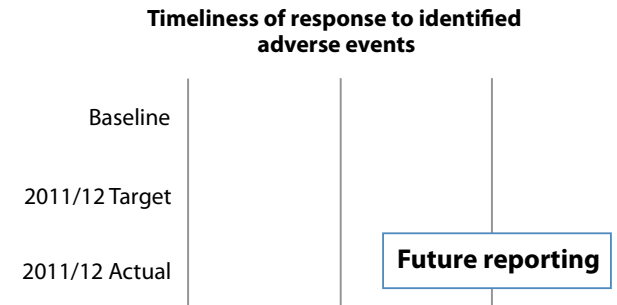 Timeliness of response to identified
adverse events
Baseline
2011/12 Target
2011/12 Actual
Future reporting